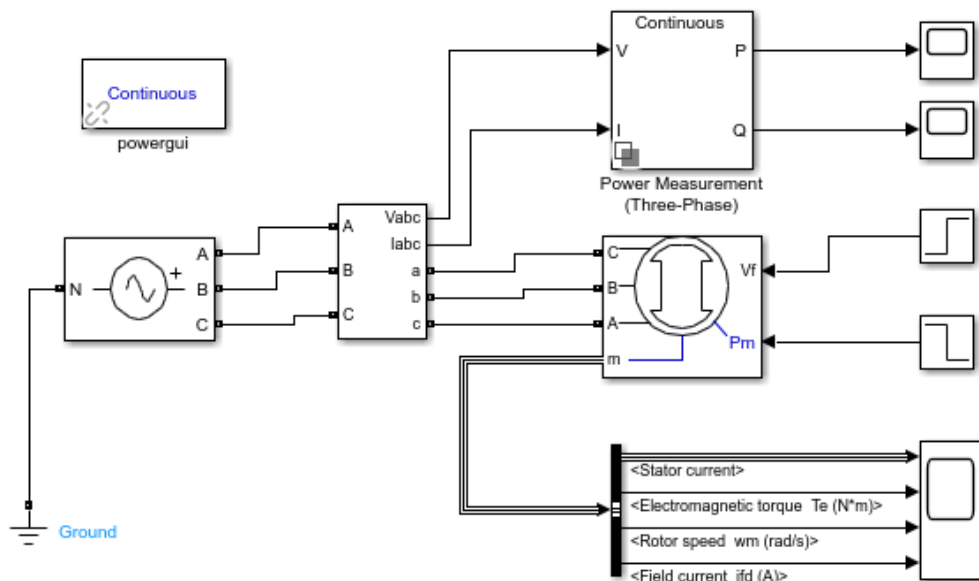 Continuous
V
P
Continuous
powergui
I
Q
Power Measurement
(Three-Phase)
Vabc
A
Iabc
A
C
Vf
B
a
N
+
B
B
b
C
C
c
A
Pm
m
<Stator current>
<Electromagnetic torque Te (N*m)>
Ground
<Rotor speed wm (rad/s)>
<Field current ifd (A)>